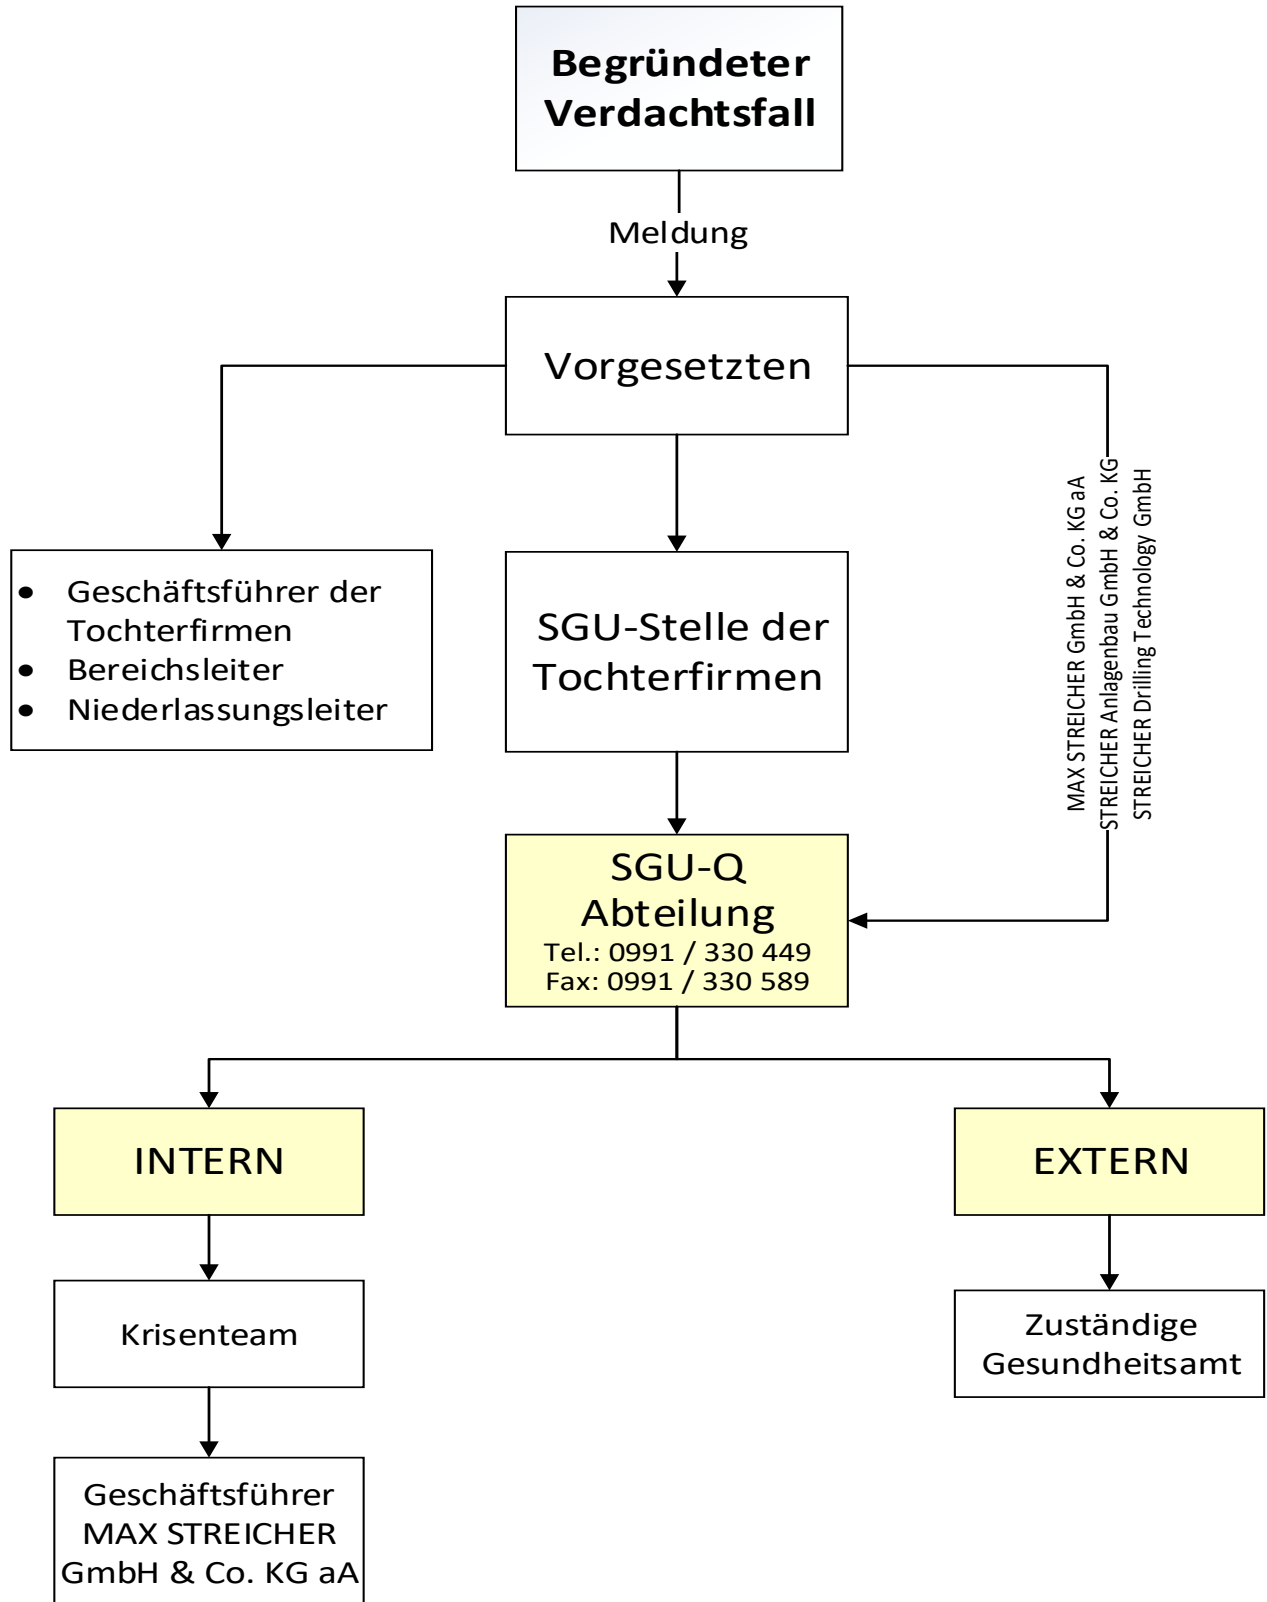 Begründeter
Verdachtsfall
Meldung
Vorgesetzten
MAX STREICHER GmbH & Co. KG aA
STREICHER Anlagenbau GmbH & Co. KG
STREICHER Drilling Technology GmbH
• Geschäftsführer der
Tochterfirmen
• Bereichsleiter
• Niederlassungsleiter
SGU-Stelle der
Tochterfirmen
SGU-Q
Abteilung
Tel.: 0991 / 330 449
Fax: 0991 / 330 589
INTERN
EXTERN
Krisenteam
Zuständige
Gesundheitsamt
Geschäftsführer
MAX STREICHER
GmbH & Co. KG aA